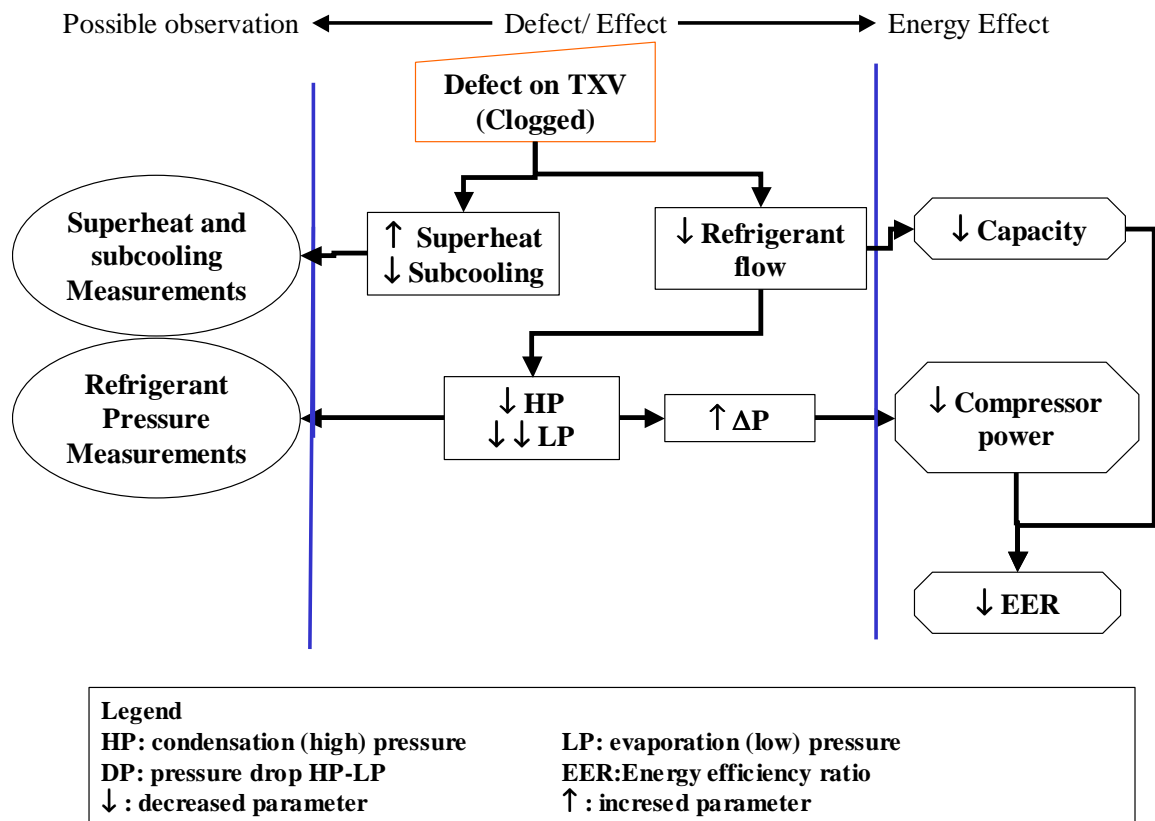 Possible observation
Defect/ Effect
Energy Effect
Defect on TXV
(Clogged)
Superheat and
subcooling
Measurements
↑ Superheat
↓ Subcooling
↓ Refrigerant
flow
↓ Capacity
Refrigerant
Pressure
Measurements
↓ HP
↓↓ LP
↑ ΔP
↓ Compressor
power
↓ EER
Legend
HP: condensation (high) pressure
LP: evaporation (low) pressure
DP: pressure drop HP-LP
EER:Energy efficiency ratio
↓ : decreased parameter
↑ : incresed parameter